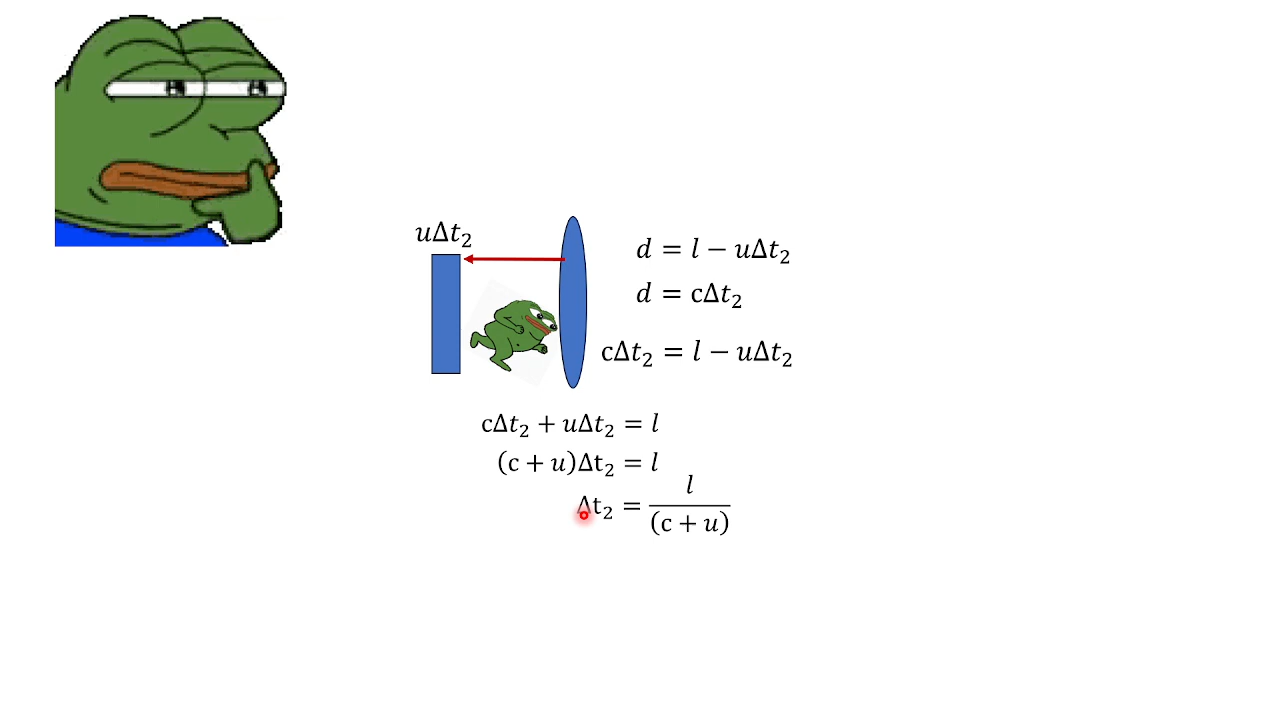 uΔt₂
d = l − uΔt₂
d = cΔt₂
cΔt₂ = l − uΔt₂
cΔt₂ + uΔt₂ = l
(c + u)Δt₂ = l
Δt₂ = l/(c + u)